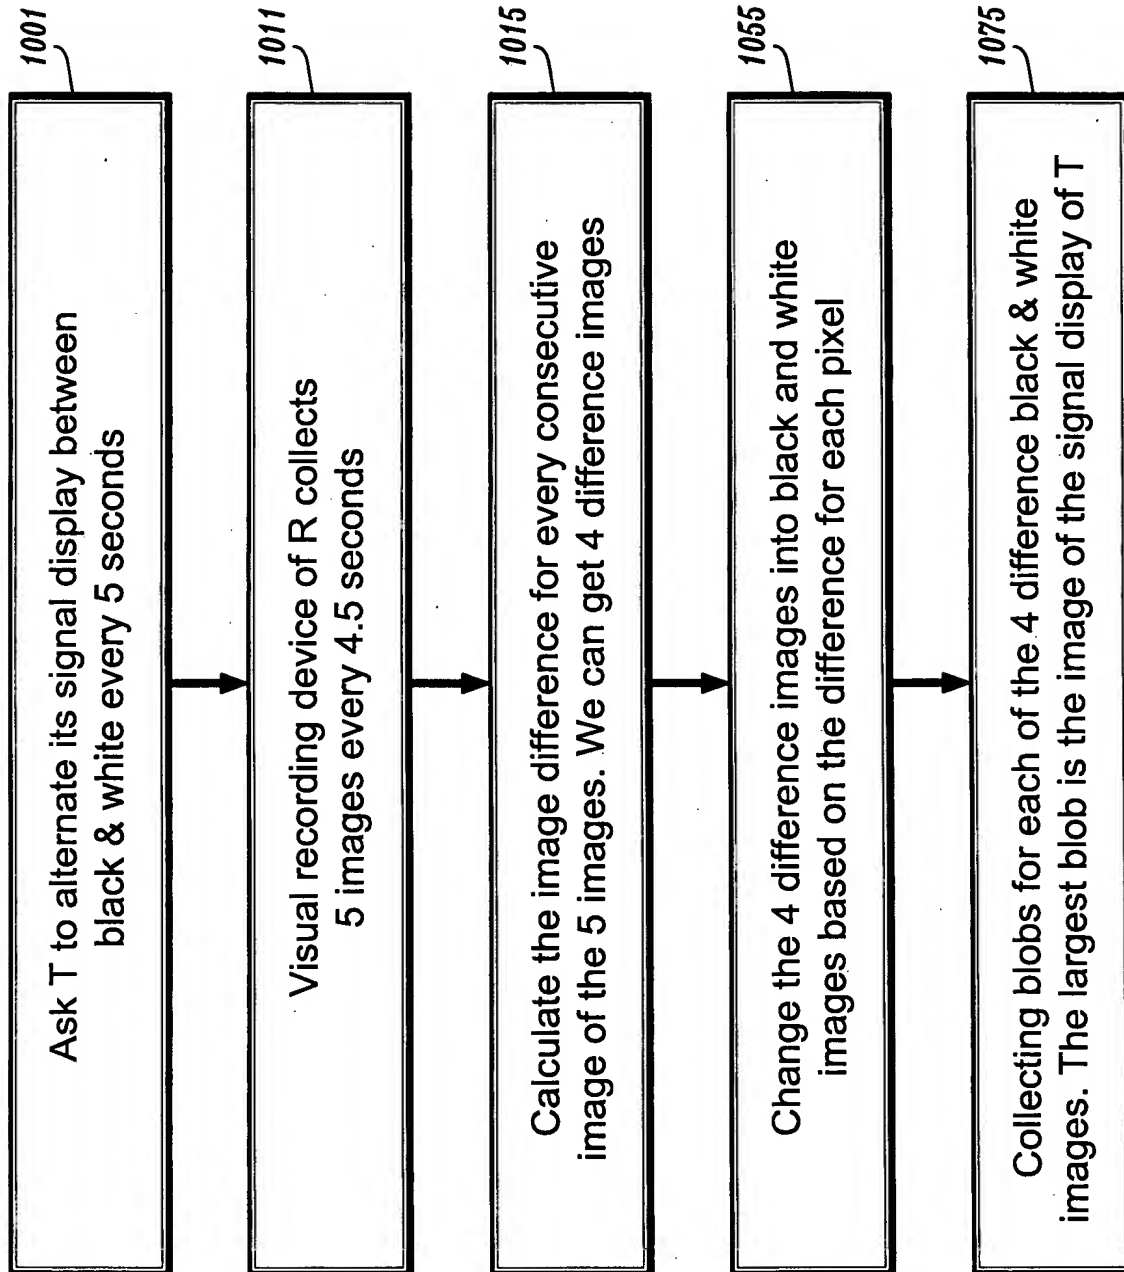 1001
Ask T to alternate its signal display between
black & white every 5 seconds
1011
Visual recording device of R collects
5 images every 4.5 seconds
1015
Calculate the image difference for every consecutive
image of the 5 images. We can get 4 difference images
1055
Change the 4 difference images into black and white
images based on the difference for each pixel
1075
Collecting blobs for each of the 4 difference black & white
images. The largest blob is the image of the signal display of T